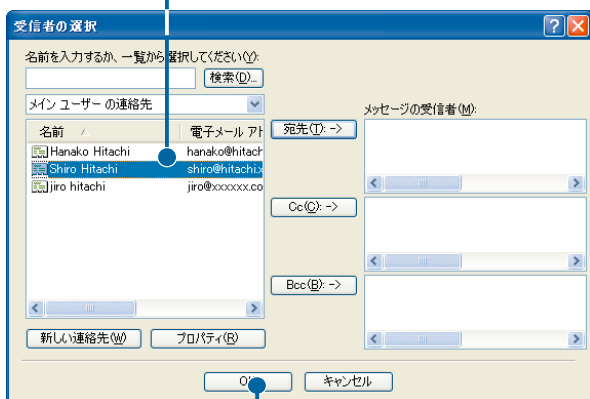 受信者の選択
名前を入力するか、一覧から選択してください(Y):
検索(D)...
メイン ユーザー の連絡先
メッセージの受信者(M):
名前 電子メール アド
宛先(T): ->
Hanako Hitachi hanako@hitach
Shiro Hitachi shiro@hitachi.x
jiro hitachi jiro@xxxxxx.co
Cc(C): ->
Bcc(B): ->
新しい連絡先(W)
プロパティ(R)
キャンセル